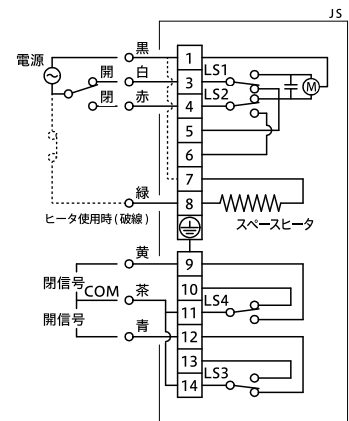 JS
電源
黒
開 白
閉 赤
1
3
4
5
6
7
8
LS1
LS2
M
緑
ヒータ使用時(破線)
スペースヒータ
黄
閉信号
COM 茶
開信号
青
9
10
11
12
13
14
LS4
LS3